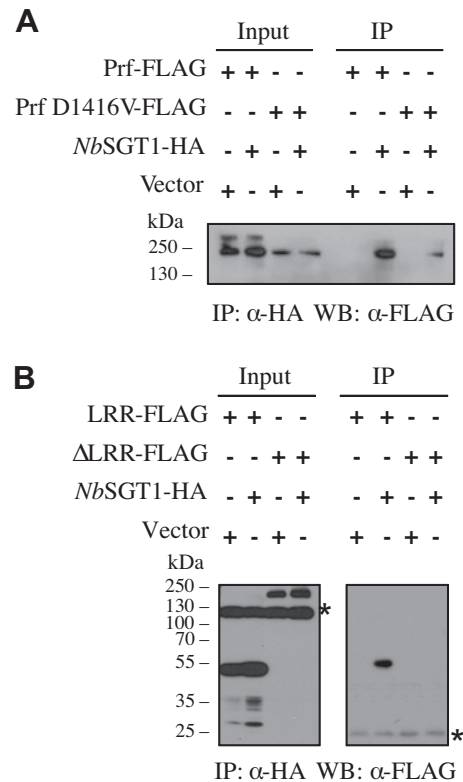 A
Input IP
Prf-FLAG + + - - + + - -
Prf D1416V-FLAG - - + + - - + +
NbSGT1-HA - + - + - + - +
Vector + - + - + - + -
kDa
250 –
130 –
IP: α-HA WB: α-FLAG
B
Input IP
LRR-FLAG + + - - + + - -
ΔLRR-FLAG - - + + - - + +
NbSGT1-HA - + - + - + - +
Vector + - + - + - + -
kDa
250 –
130 – *
100 –
70 –
55 –
35 –
25 – *
IP: α-HA WB: α-FLAG